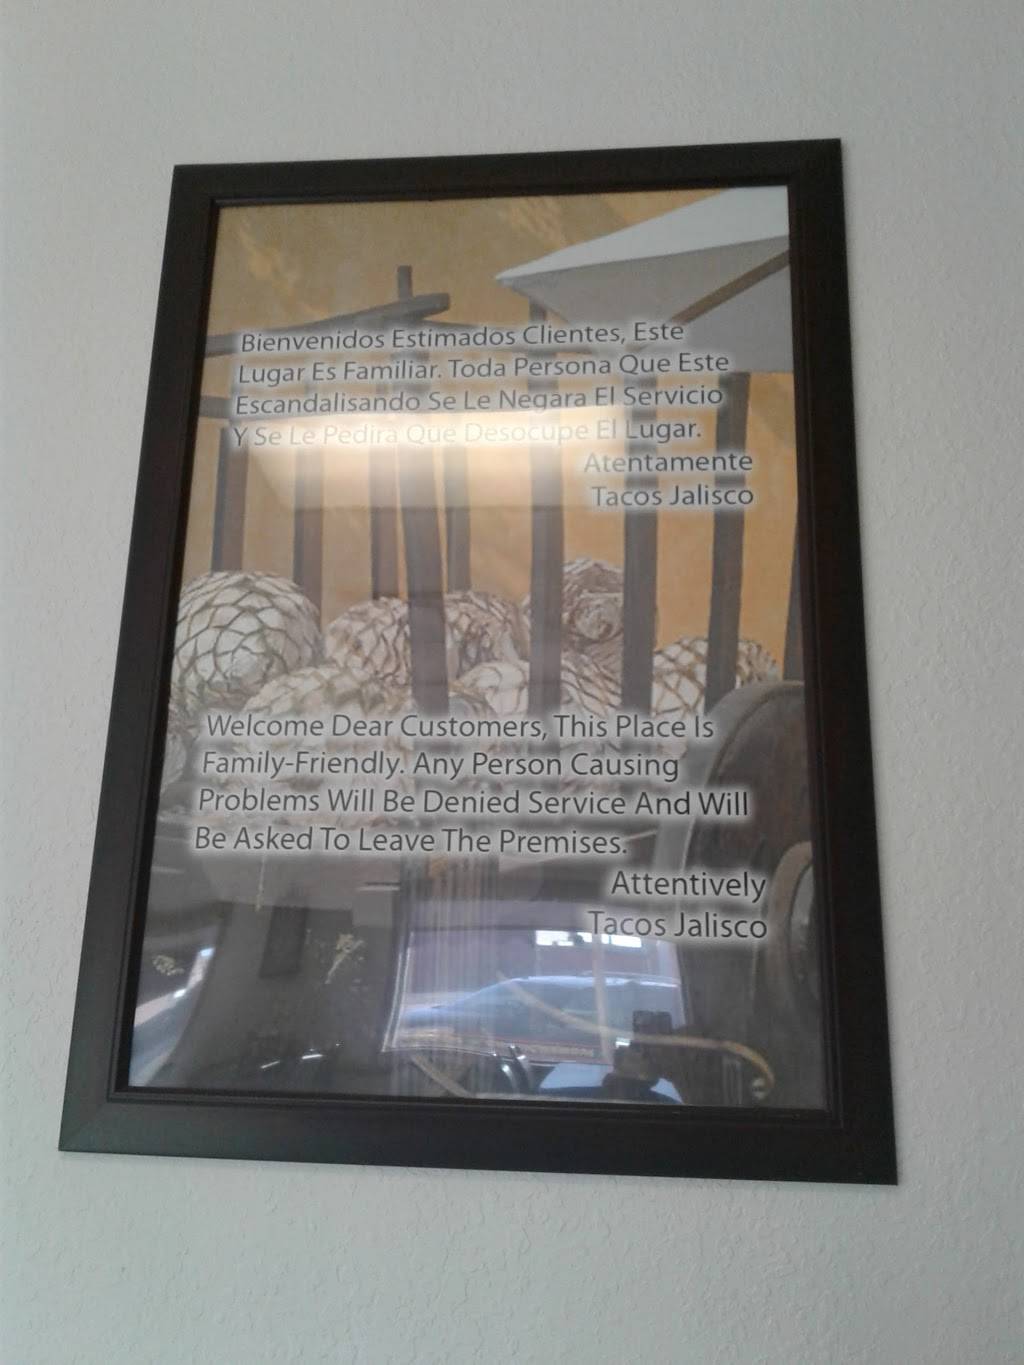 Bienvenidos Estimados Clientes, Este
Lugar Es Familiar. Toda Persona Que Este
Escandalisando Se Le Negara El Servicio
Y Se Le Pedira Que Desocupe El Lugar.
Atentamente
Tacos Jalisco
Welcome Dear Customers, This Place Is
Family-Friendly. Any Person Causing
Problems Will Be Denied Service And Will
Be Asked To Leave The Premises.
Attentively
Tacos Jalisco